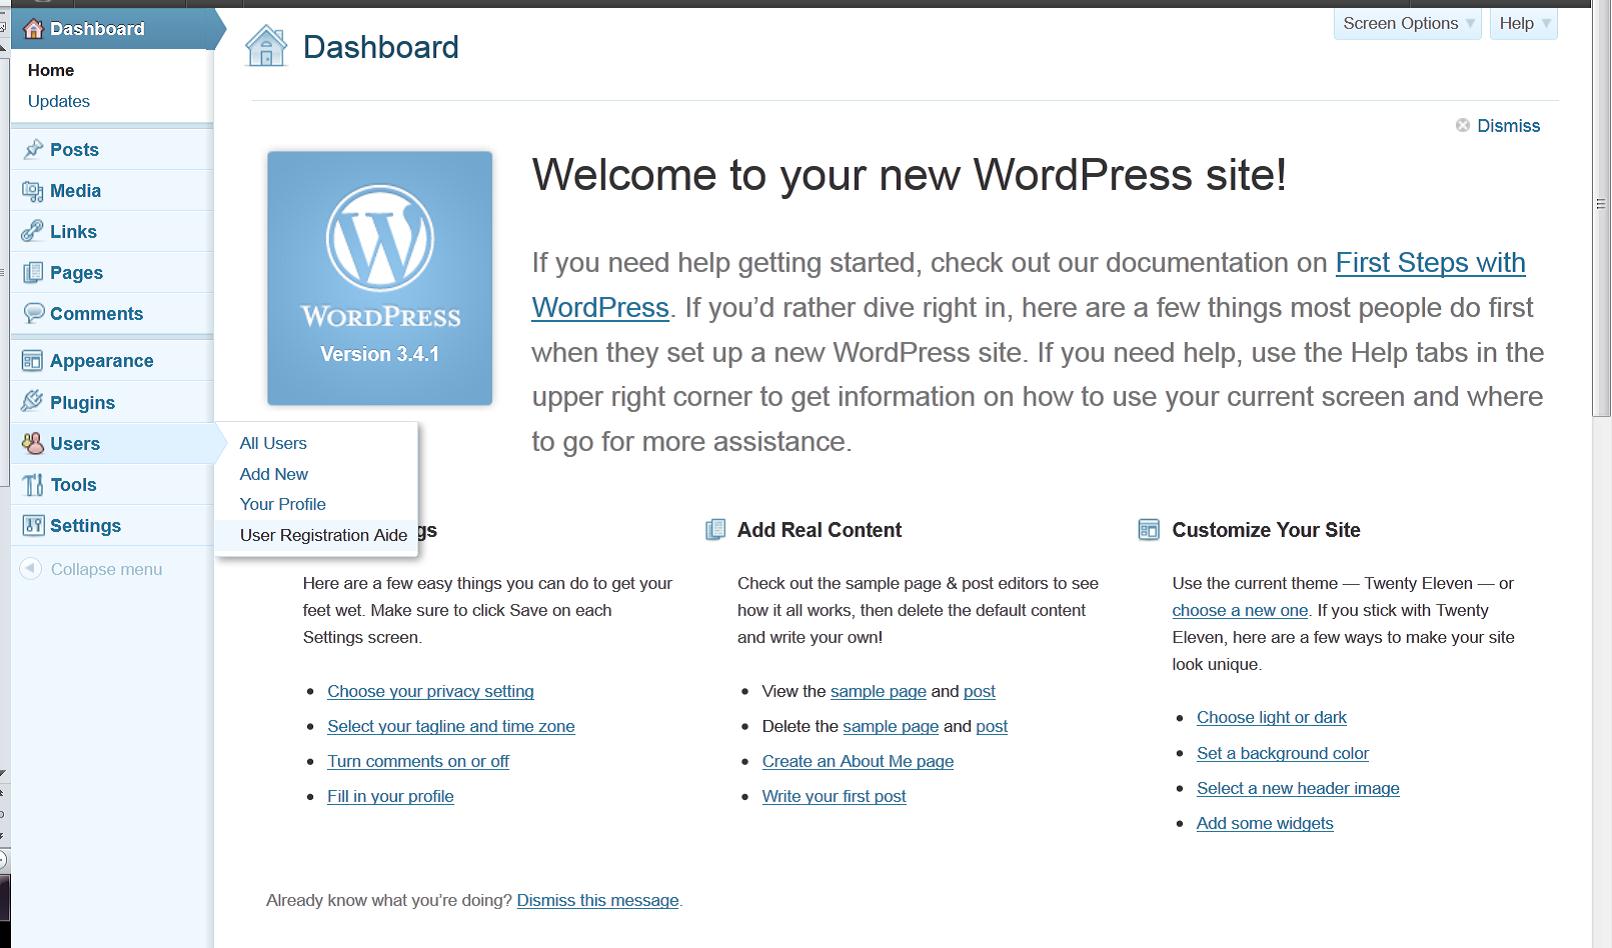 Dashboard
Home
Updates
Posts
Media
Links
Pages
Comments
Appearance
Plugins
Users
Tools
Settings
Collapse menu
All Users
Add New
Your Profile
User Registration Aide
Dashboard
Screen Options
Help
Dismiss
WORDPRESS
Version 3.4.1
Welcome to your new WordPress site!
If you need help getting started, check out our documentation on First Steps with
WordPress. If you’d rather dive right in, here are a few things most people do first
when they set up a new WordPress site. If you need help, use the Help tabs in the
upper right corner to get information on how to use your current screen and where
to go for more assistance.
gs
Here are a few easy things you can do to get your
feet wet. Make sure to click Save on each
Settings screen.
Choose your privacy setting
Select your tagline and time zone
Turn comments on or off
Fill in your profile
Add Real Content
Check out the sample page & post editors to see
how it all works, then delete the default content
and write your own!
View the sample page and post
Delete the sample page and post
Create an About Me page
Write your first post
Customize Your Site
Use the current theme — Twenty Eleven — or
choose a new one. If you stick with Twenty
Eleven, here are a few ways to make your site
look unique.
Choose light or dark
Set a background color
Select a new header image
Add some widgets
Already know what you’re doing? Dismiss this message.